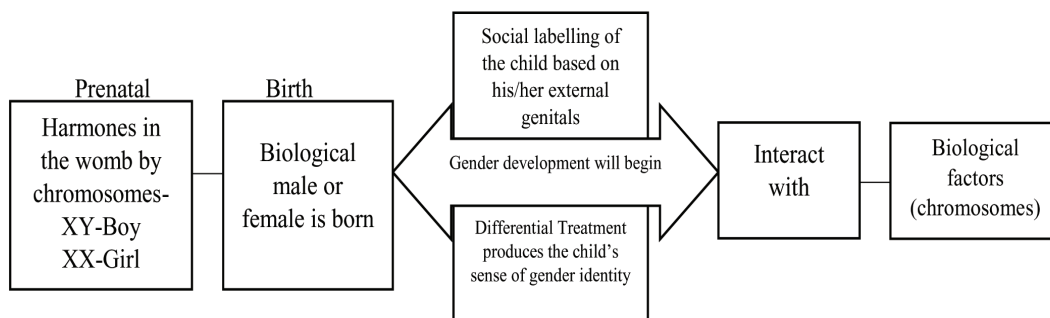 Prenatal
Harmones in
the womb by
chromosomes-
XY-Boy
XX-Girl
Birth
Biological
male or
female is born
Social labelling of
the child based on
his/her external
genitals
Gender development will begin
Differential Treatment
produces the child's
sense of gender identity
Interact
with
Biological
factors
(chromosomes)